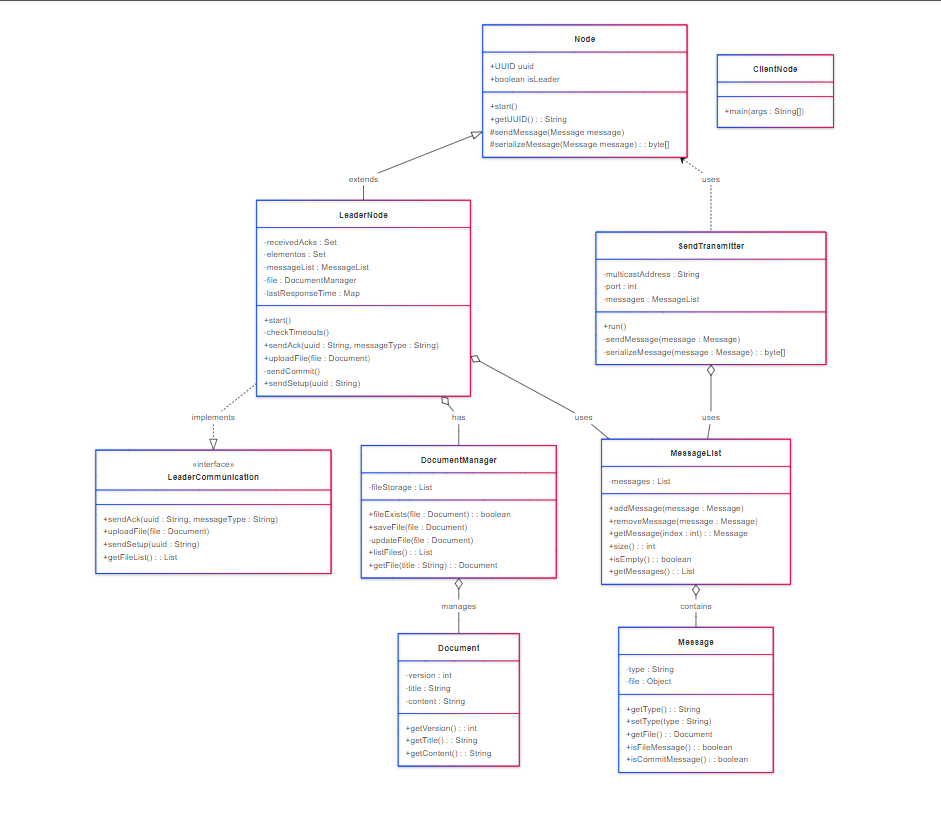 Node
+UUID uuid
+boolean isLeader
+start()
+getUUID() : : String
#sendMessage(Message message)
#serializeMessage(Message message) : : byte[]
ClientNode
+main(args : String[])
extends
uses
LeaderNode
-receivedAcks : Set
-elementos : Set
-messageList : MessageList
-file : DocumentManager
-lastResponseTime : Map
+start()
-checkTimeouts()
+sendAck(uuid : String, messageType : String)
+uploadFile(file : Document)
-sendCommit()
+sendSetup(uuid : String)
SendTransmitter
-multicastAddress : String
-port : int
-messages : MessageList
+run()
-sendMessage(message : Message)
-serializeMessage(message : Message) : : byte[]
implements
has
uses
uses
«interface»
LeaderCommunication
+sendAck(uuid : String, messageType : String)
+uploadFile(file : Document)
+sendSetup(uuid : String)
+getFileList() : : List
DocumentManager
-fileStorage : List
+fileExists(file : Document) : : boolean
+saveFile(file : Document)
-updateFile(file : Document)
+listFiles() : : List
+getFile(title : String) : : Document
MessageList
-messages : List
+addMessage(message : Message)
+removeMessage(message : Message)
+getMessage(index : int) : : Message
+size() : : int
+isEmpty() : : boolean
+getMessages() : : List
manages
contains
Document
-version : int
-title : String
-content : String
+getVersion() : : int
+getTitle() : : String
+getContent() : : String
Message
-type : String
-file : Object
+getType() : : String
+setType(type : String)
+getFile() : : Document
+isFileMessage() : : boolean
+isCommitMessage() : : boolean